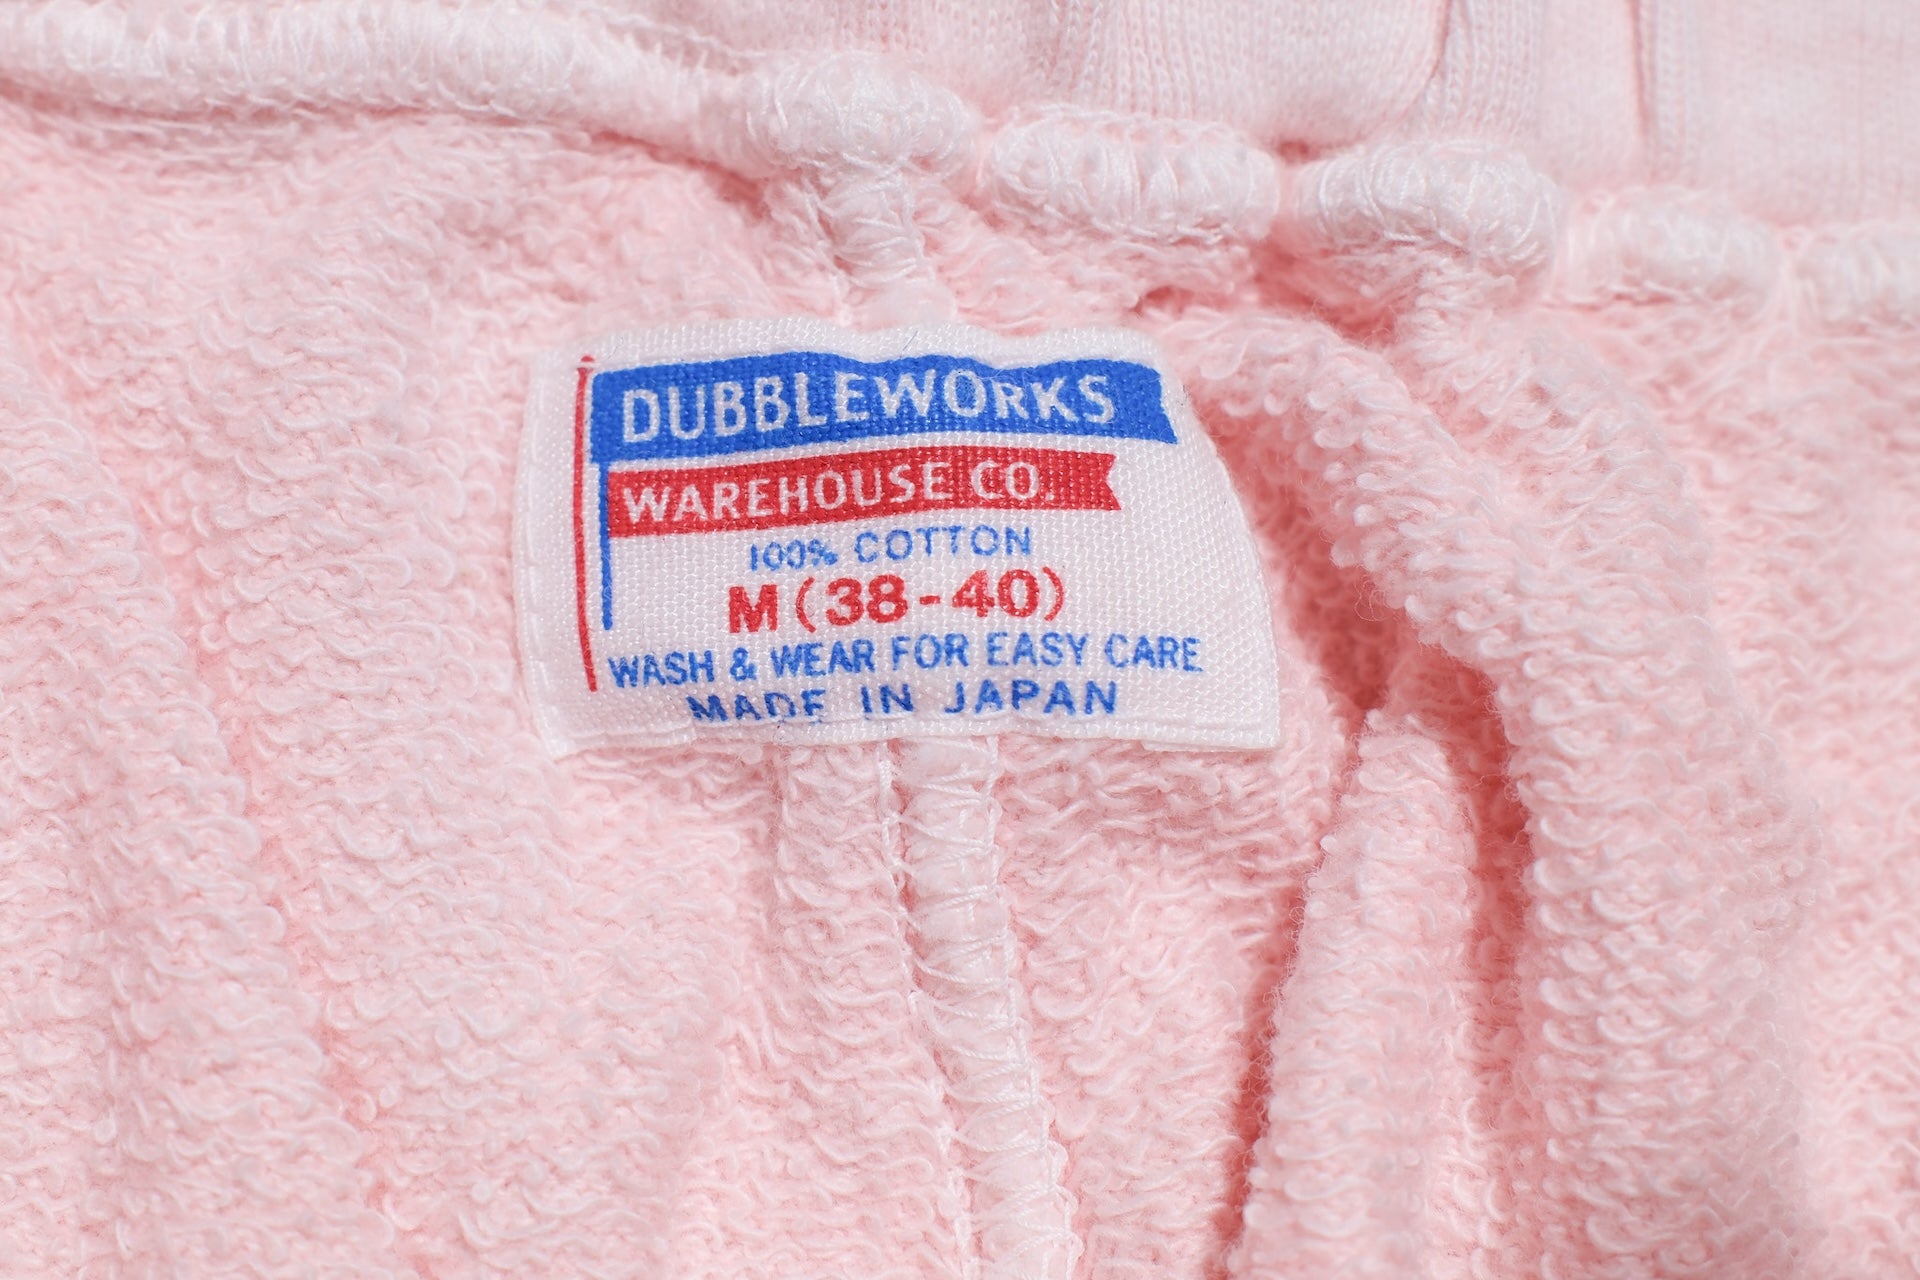 DUBBLEWORKS
WAREHOUSE CO.
100% COTTON
M (38-40)
WASH & WEAR FOR EASY CARE
MADE IN JAPAN